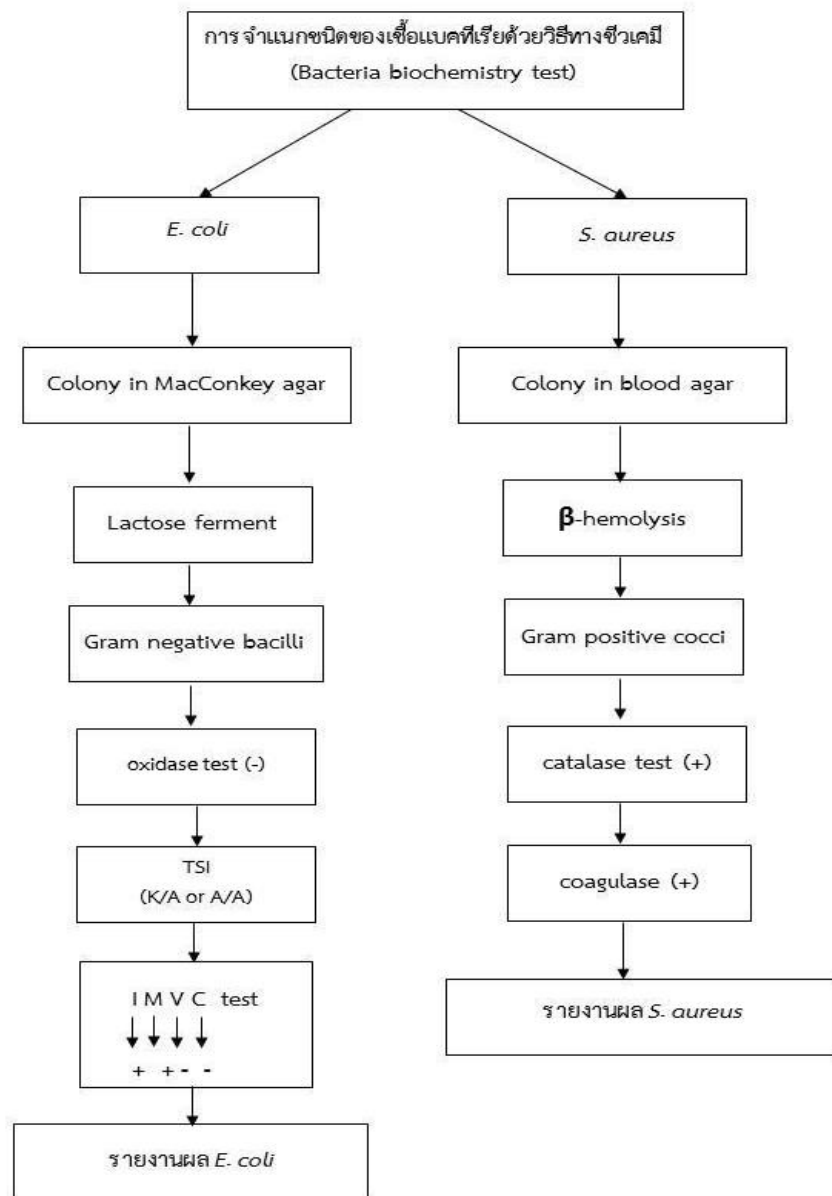 การจำแนกชนิดของเชื้อแบคทีเรียด้วยวิธีทางชีวเคมี
(Bacteria biochemistry test)
E. coli
Colony in MacConkey agar
Lactose ferment
Gram negative bacilli
oxidase test (-)
TSI
(K/A or A/A)
I M V C test
+ + - -
รายงานผล E. coli
S. aureus
Colony in blood agar
β-hemolysis
Gram positive cocci
catalase test (+)
coagulase (+)
รายงานผล S. aureus